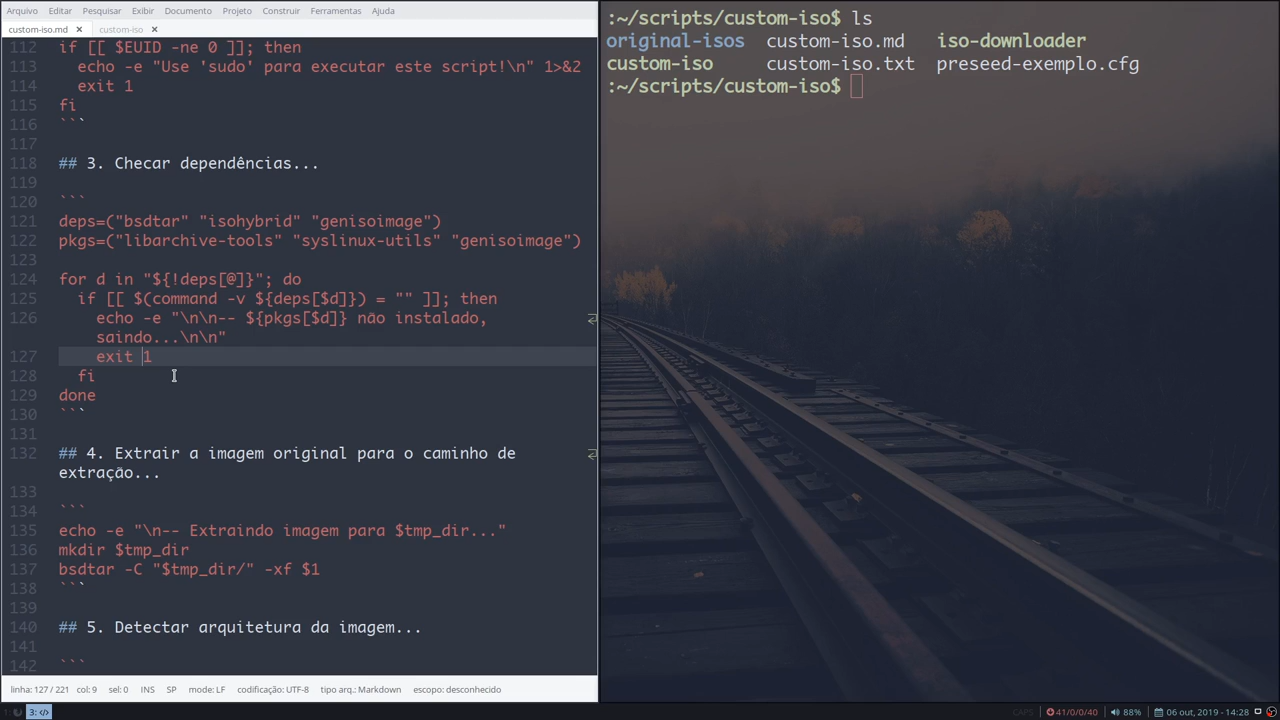 Arquivo Editar Pesquisar Exibir Documento Projeto Construir Ferramentas Ajuda
custom-iso.md × custom-iso ×
112 if [[ $EUID -ne 0 ]]; then
113 echo -e "Use 'sudo' para executar este script!\n" 1>&2
114 exit 1
115 fi
116 ```
117
118 ## 3. Checar dependências...
119
120 ```
121 deps=("bsdtar" "isohybrid" "genisoimage")
122 pkgs=("libarchive-tools" "syslinux-utils" "genisoimage")
123
124 for d in "${!deps[@]}"; do
125 if [[ $(command -v ${deps[$d]}) = "" ]]; then
126 echo -e "\n\n-- ${pkgs[$d]} não instalado,
saindo...\n\n"
127 exit 1
128 fi
129 done
130 ```
131
132 ## 4. Extrair a imagem original para o caminho de
extração...
133
134 ```
135 echo -e "\n-- Extraindo imagem para $tmp_dir..."
136 mkdir $tmp_dir
137 bsdtar -C "$tmp_dir/" -xf $1
138 ```
139
140 ## 5. Detectar arquitetura da imagem...
141
142 ```
linha: 127 / 221 col: 9 sel: 0 INS SP mode: LF codificação: UTF-8 tipo arq.: Markdown escopo: desconhecido
:~/scripts/custom-iso$ ls
original-isos custom-iso.md iso-downloader
custom-iso custom-iso.txt preseed-exemplo.cfg
:~/scripts/custom-iso$
1: 3: </> CAPS 41/0/0/40 88% 06 out, 2019 - 14:28